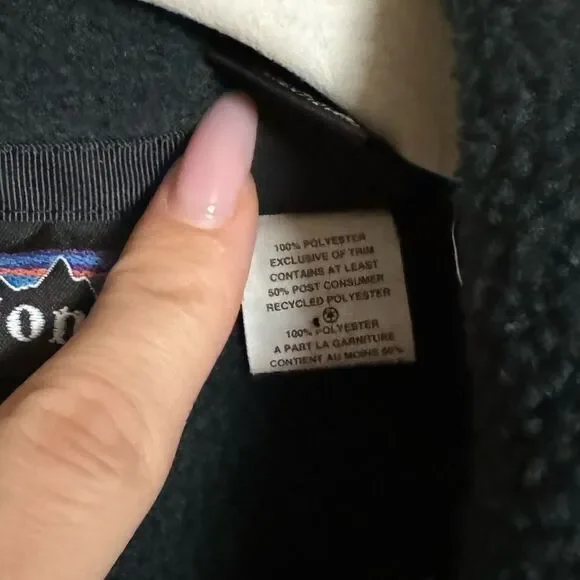 ion
100% POLYESTER
EXCLUSIVE OF TRIM
CONTAINS AT LEAST
50% POST CONSUMER
RECYCLED POLYESTER
100% POLYESTER
A PART LA GARNITURE
CONTIENT AU MOINS 50%